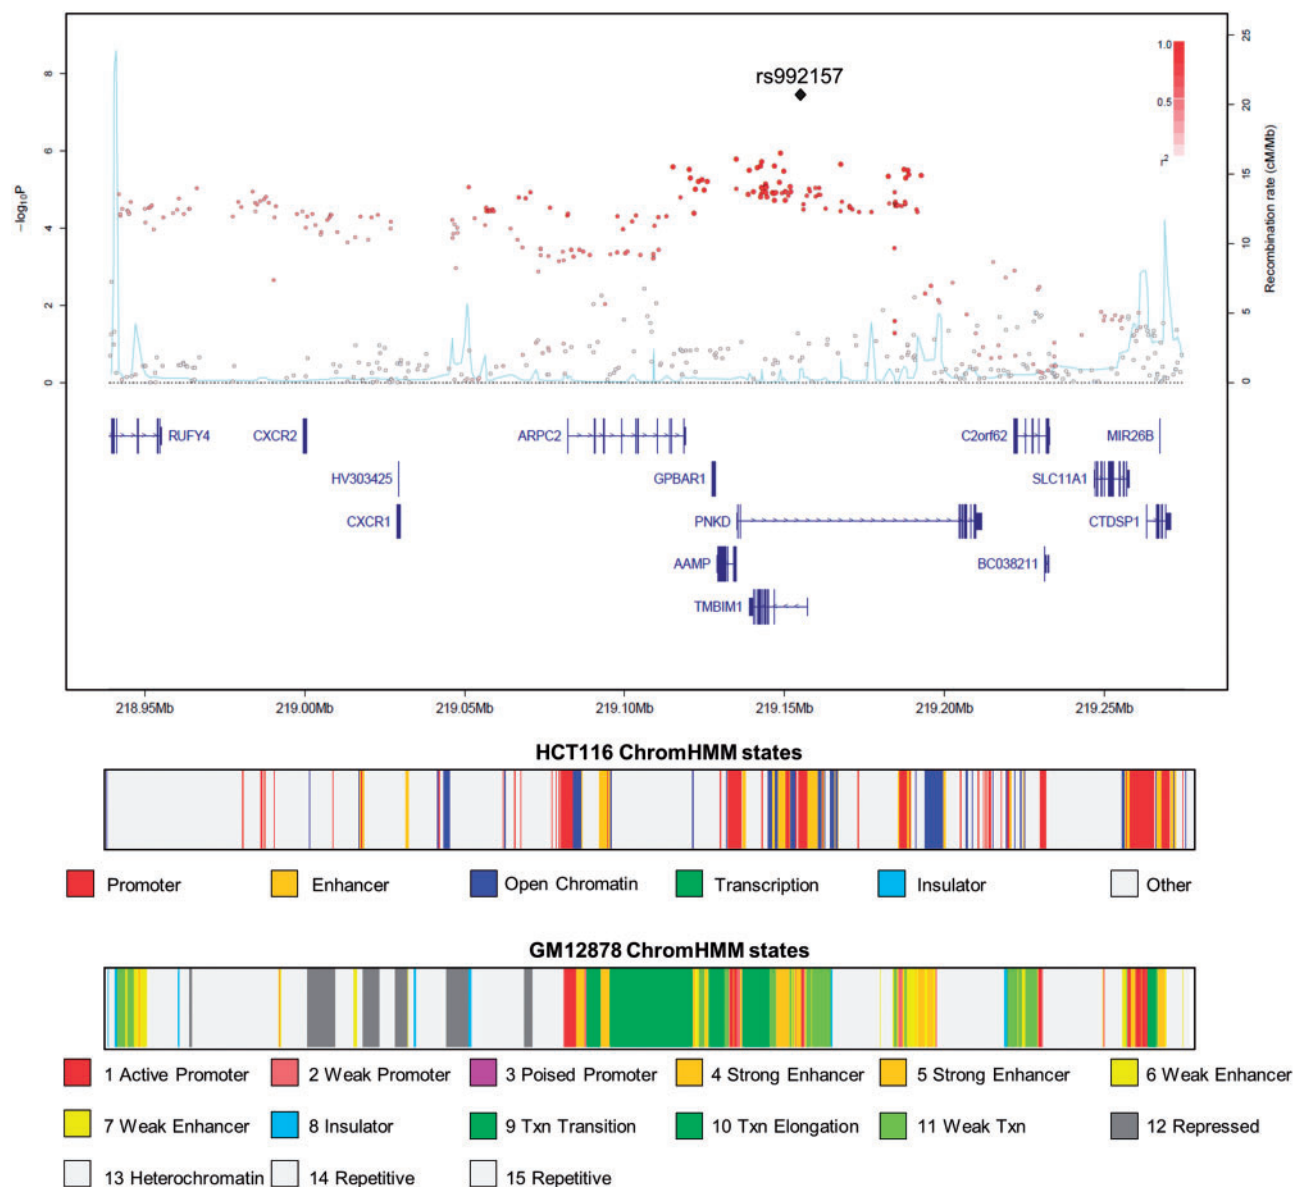 rs992157
1.0
0.5
r2
8
6
4
2
0
−log10P
25
20
15
10
5
0
Recombination rate (cM/Mb)
RUFY4 CXCR2 ARPC2 C2orf62 MIR26B
HV303425 GPBAR1 SLC11A1
CXCR1 PNKD CTDSP1
AAMP BC038211
TMBIM1
218.95Mb 219.00Mb 219.05Mb 219.10Mb 219.15Mb 219.20Mb 219.25Mb
HCT116 ChromHMM states
Promoter Enhancer Open Chromatin Transcription Insulator Other
GM12878 ChromHMM states
1 Active Promoter 2 Weak Promoter 3 Poised Promoter 4 Strong Enhancer 5 Strong Enhancer 6 Weak Enhancer
7 Weak Enhancer 8 Insulator 9 Txn Transition 10 Txn Elongation 11 Weak Txn 12 Repressed
13 Heterochromatin 14 Repetitive 15 Repetitive